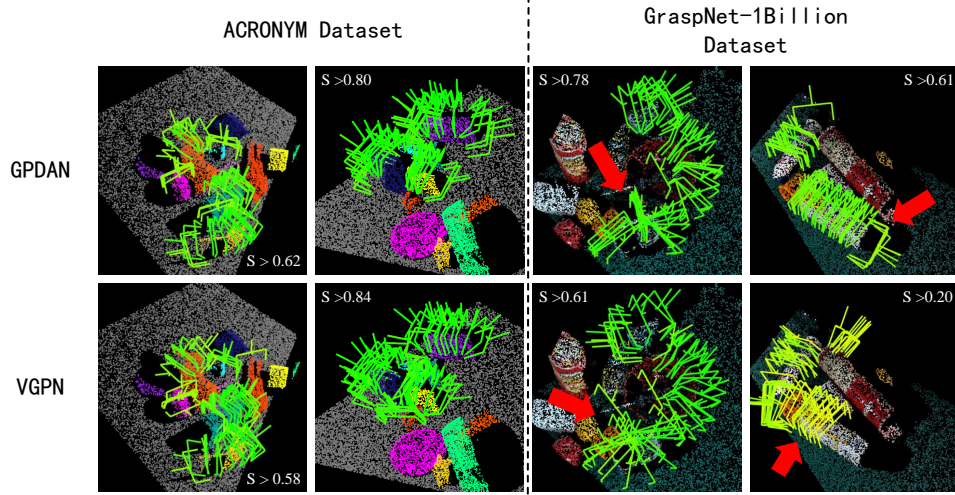 ACRONYM Dataset
GraspNet-1Billion
Dataset
GPDAN
S > 0.62
S >0.80
S >0.78
S >0.61
VGPN
S > 0.58
S >0.84
S >0.61
S >0.20